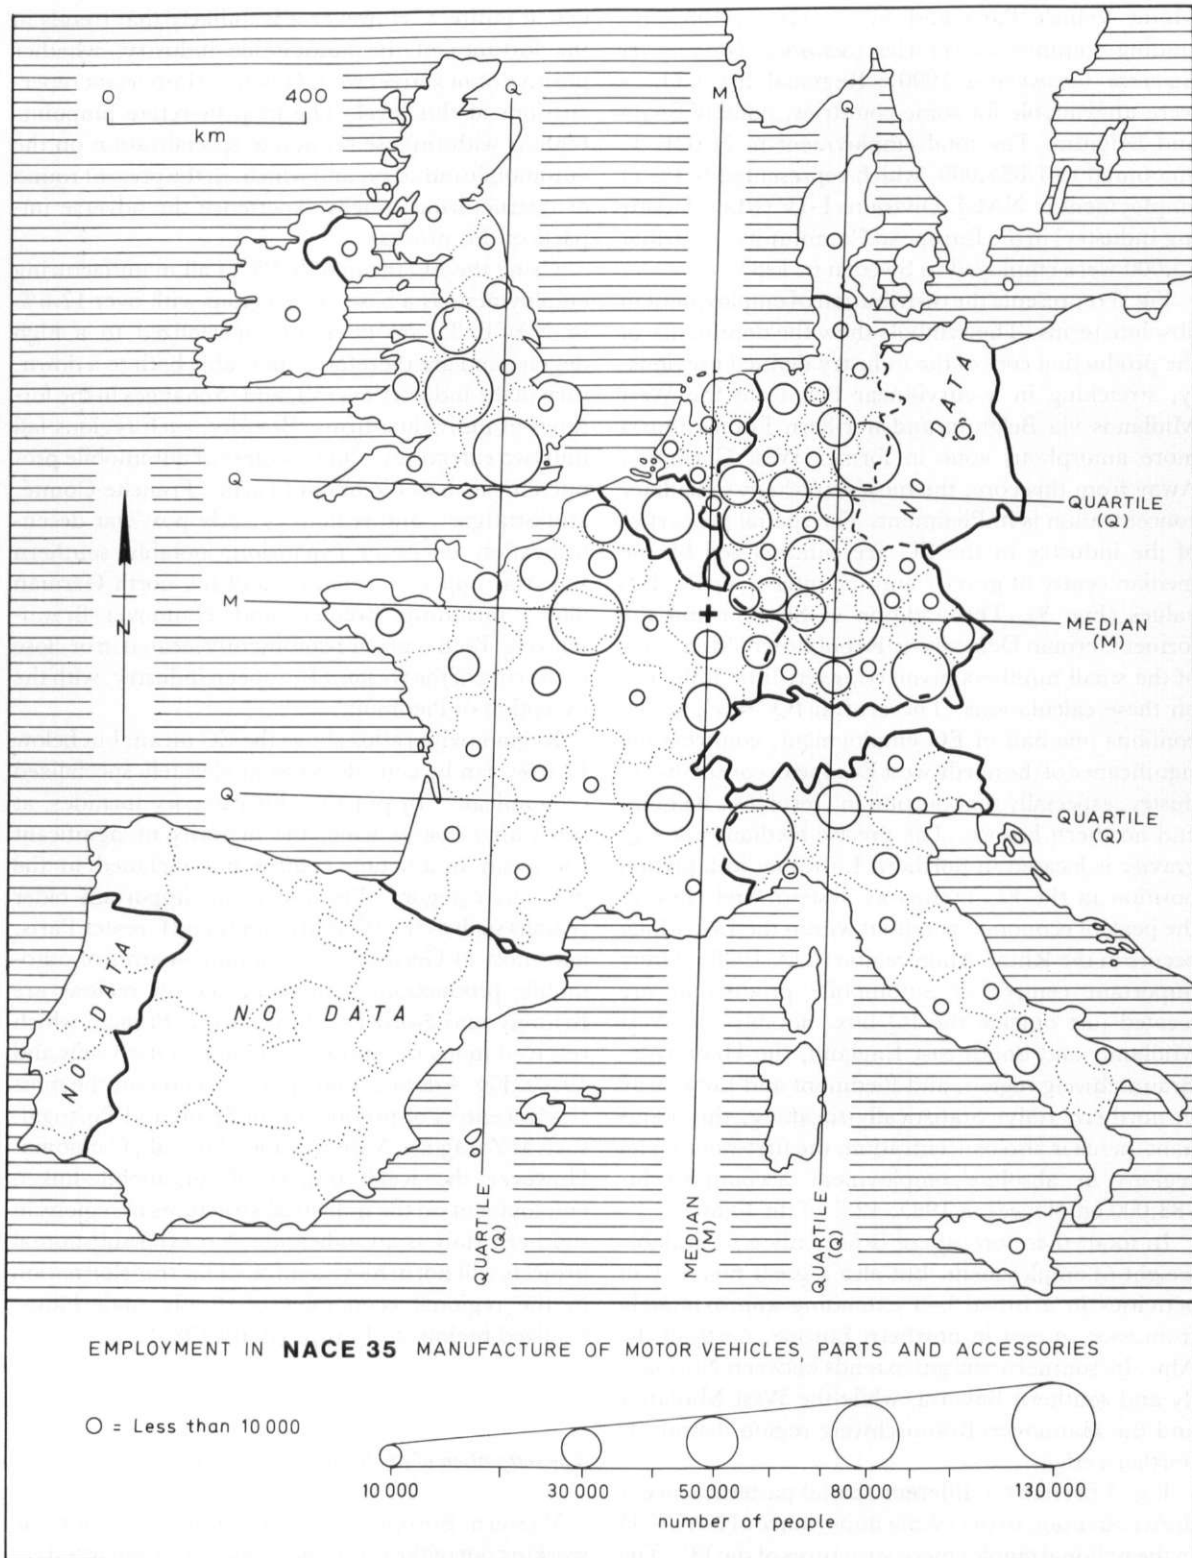 0 400
km
Q
M
Q
NO DATA
Q
QUARTILE
(Q)
M
N
MEDIAN
(M)
Q
QUARTILE
(Q)
NO DATA
NO DATA
QUARTILE
(Q)
MEDIAN
(M)
QUARTILE
(Q)
EMPLOYMENT IN NACE 35 MANUFACTURE OF MOTOR VEHICLES, PARTS AND ACCESSORIES
= Less than 10 000
10 000 30 000 50 000 80 000 130 000
number of people